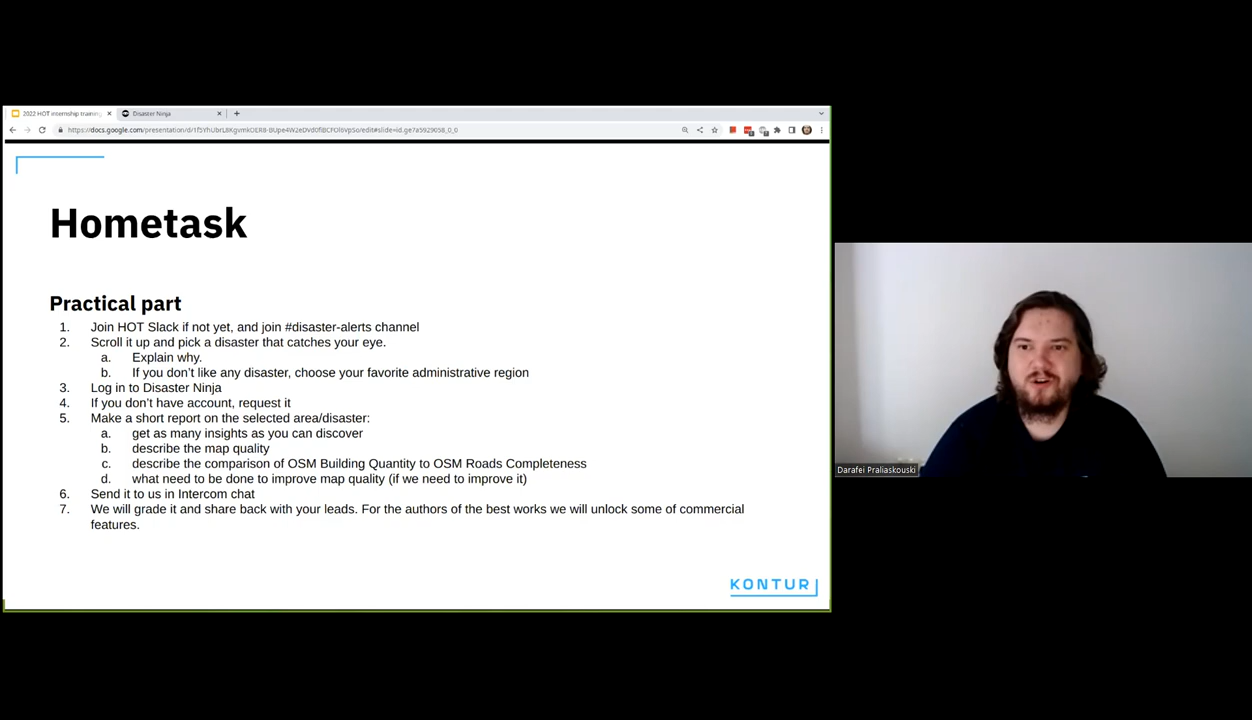 2022 HOT internship training
Disaster Ninja
Hometask
Practical part
1. Join HOT Slack if not yet, and join #disaster-alerts channel
2. Scroll it up and pick a disaster that catches your eye.
a. Explain why.
b. If you don't like any disaster, choose your favorite administrative region
3. Log in to Disaster Ninja
4. If you don't have account, request it
5. Make a short report on the selected area/disaster:
a. get as many insights as you can discover
b. describe the map quality
c. describe the comparison of OSM Building Quantity to OSM Roads Completeness
d. what need to be done to improve map quality (if we need to improve it)
6. Send it to us in Intercom chat
7. We will grade it and share back with your leads. For the authors of the best works we will unlock some of commercial
features.
KONTUR
Darafei Praliaskouski